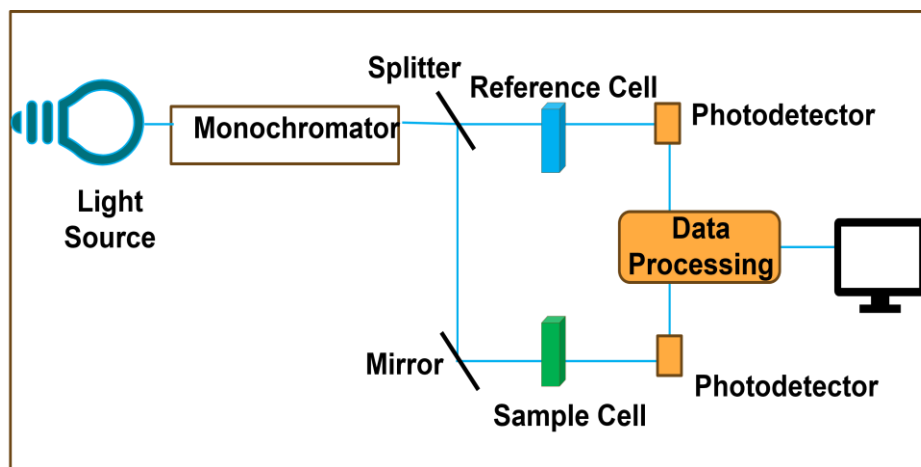 Splitter
Reference Cell
Photodetector
Monochromator
Light
Source
Data
Processing
Mirror
Sample Cell
Photodetector